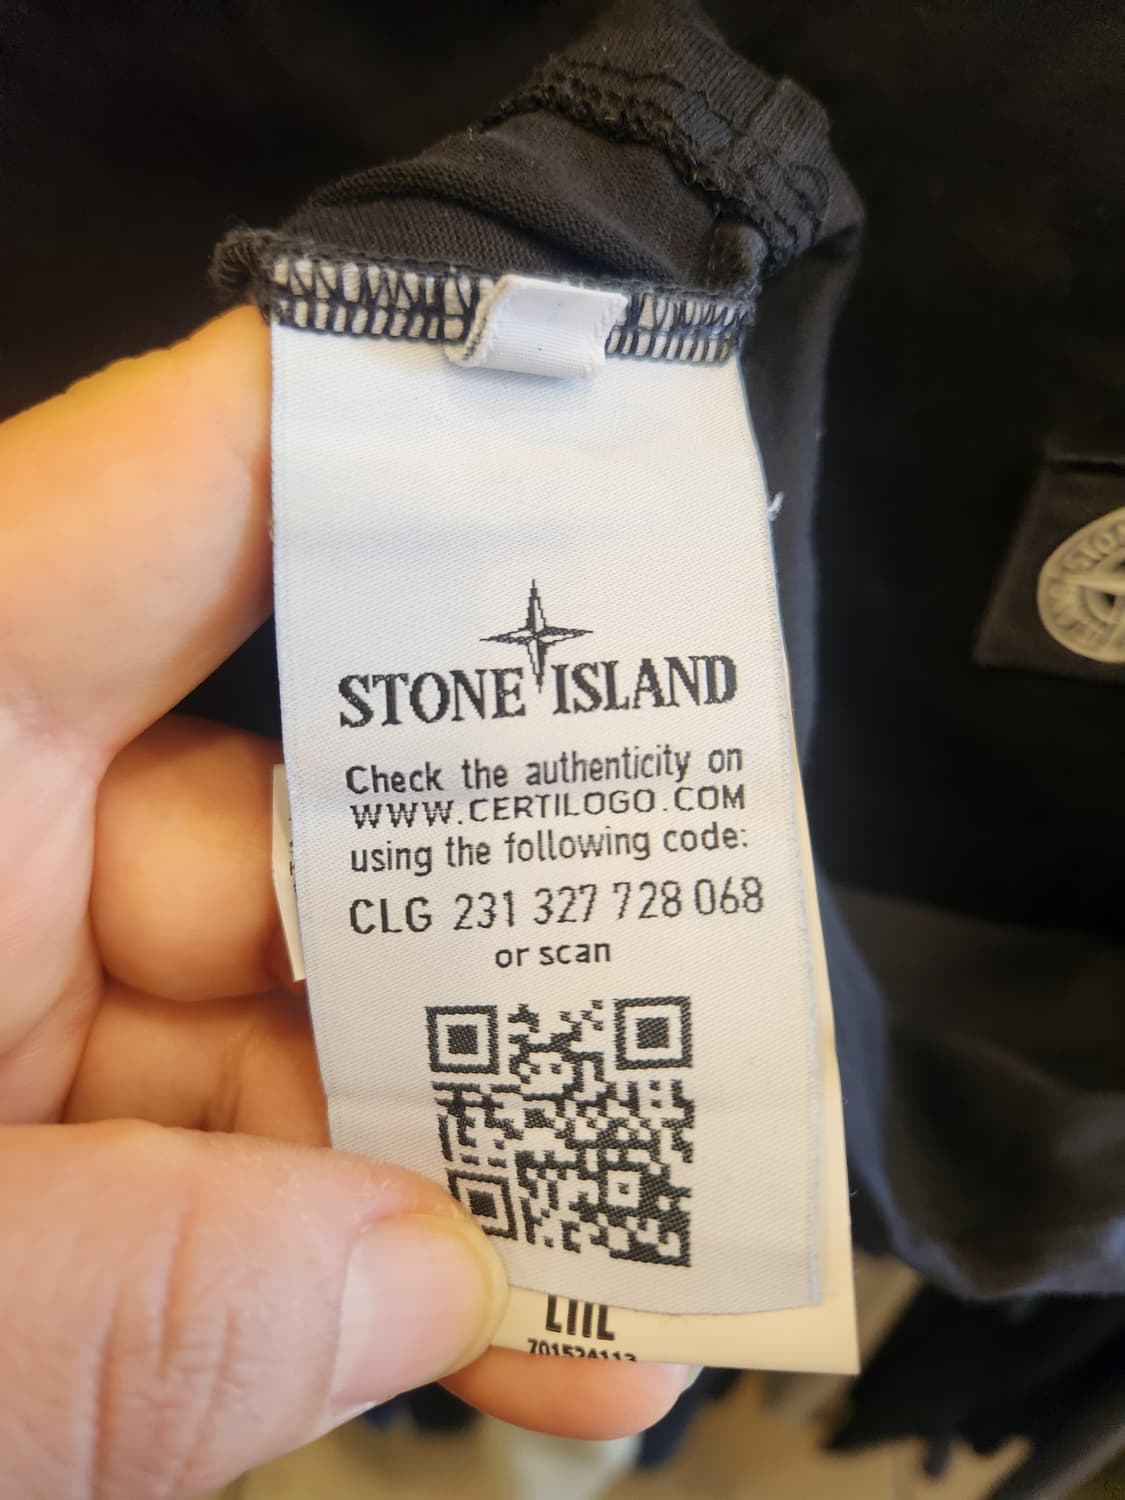 STONE ISLAND
Check the authenticity on
WWW.CERTILOGO.COM
using the following code:
CLG 231 327 728 068
or scan